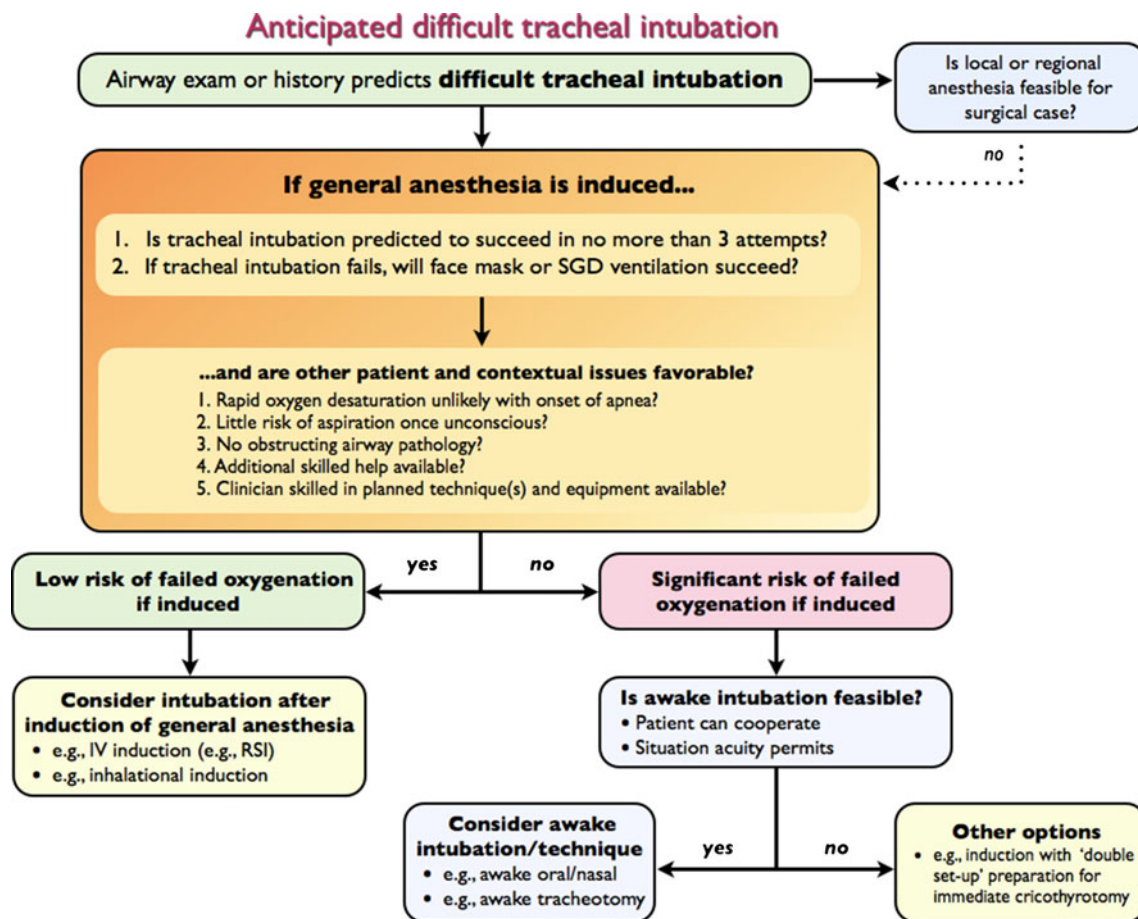 Anticipated difficult tracheal intubation
Airway exam or history predicts difficult tracheal intubation
Is local or regional
anesthesia feasible for
surgical case?
no
If general anesthesia is induced...
1. Is tracheal intubation predicted to succeed in no more than 3 attempts?
2. If tracheal intubation fails, will face mask or SGD ventilation succeed?
...and are other patient and contextual issues favorable?
1. Rapid oxygen desaturation unlikely with onset of apnea?
2. Little risk of aspiration once unconscious?
3. No obstructing airway pathology?
4. Additional skilled help available?
5. Clinician skilled in planned technique(s) and equipment available?
yes
no
Low risk of failed oxygenation
if induced
Significant risk of failed
oxygenation if induced
Consider intubation after
induction of general anesthesia
• e.g., IV induction (e.g., RSI)
• e.g., inhalational induction
Is awake intubation feasible?
• Patient can cooperate
• Situation acuity permits
yes
no
Consider awake
intubation/technique
• e.g., awake oral/nasal
• e.g., awake tracheotomy
Other options
• e.g., induction with ‘double
set-up’ preparation for
immediate cricothyrotomy